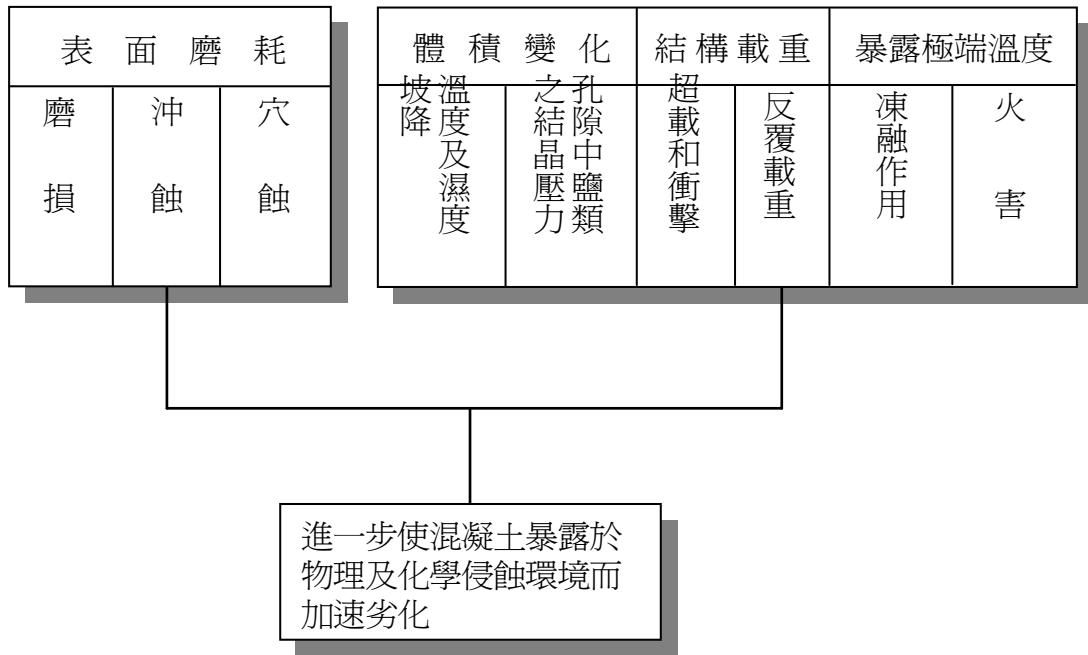 表面磨耗
磨損
沖蝕
穴蝕
體積變化
結構載重
暴露極端溫度
溫度及濕度
坡降
孔隙中鹽類
之結晶壓力
超載和衝擊
反覆載重
凍融作用
火害
進一步使混凝土暴露於
物理及化學侵蝕環境而
加速劣化